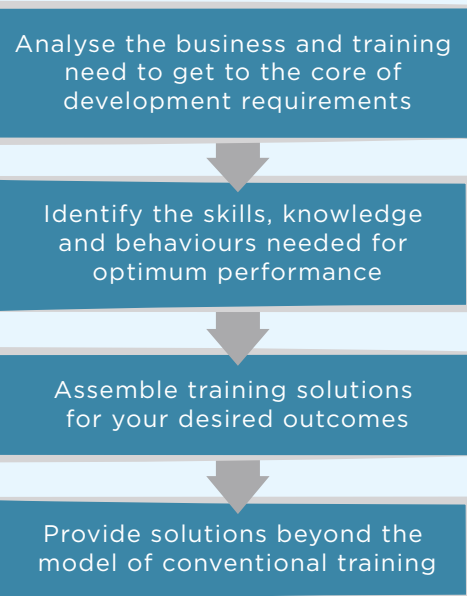 Analyse the business and training
need to get to the core of
development requirements
Identify the skills, knowledge
and behaviours needed for
optimum performance
Assemble training solutions
for your desired outcomes
Provide solutions beyond the
model of conventional training